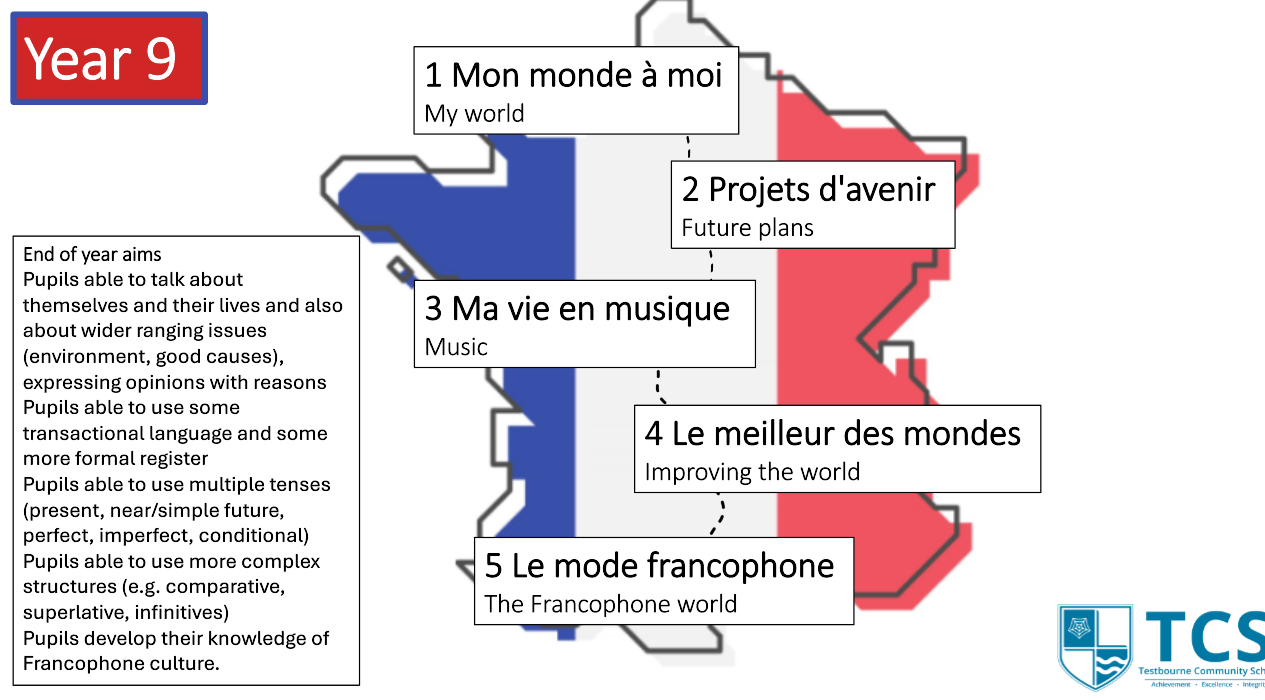 Year 9
1 Mon monde à moi
My world
2 Projets d'avenir
Future plans
3 Ma vie en musique
Music
4 Le meilleur des mondes
Improving the world
5 Le mode francophone
The Francophone world
End of year aims
Pupils able to talk about
themselves and their lives and also
about wider ranging issues
(environment, good causes),
expressing opinions with reasons
Pupils able to use some
transactional language and some
more formal register
Pupils able to use multiple tenses
(present, near/simple future,
perfect, imperfect, conditional)
Pupils able to use more complex
structures (e.g. comparative,
superlative, infinitives)
Pupils develop their knowledge of
Francophone culture.
TCS
Testbourne Community Sch
Achievement - Excellence - Integrit